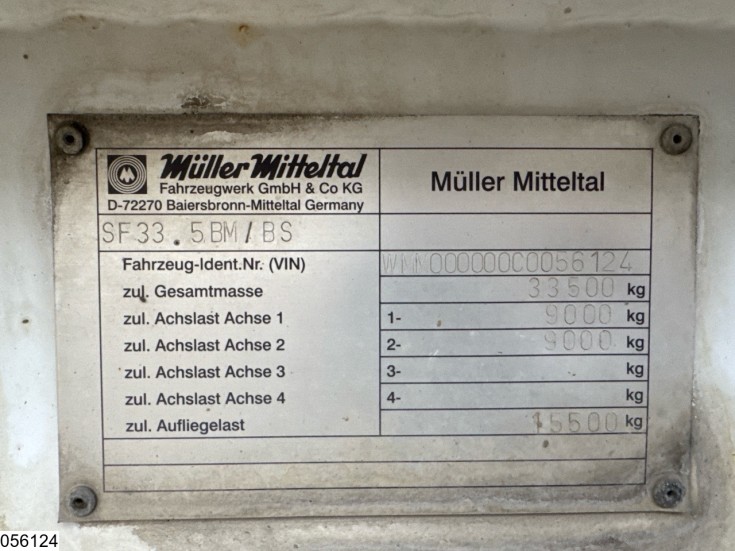 Müller Mitteltal
Fahrzeugwerk GmbH & Co KG
D-72270 Baiersbronn-Mitteltal Germany
Müller Mitteltal
SF33.5BM/BS
Fahrzeug-Ident.Nr. (VIN)
zul. Gesamtmasse 33500 kg
zul. Achslast Achse 1 1- 9000 kg
zul. Achslast Achse 2 2- 9000 kg
zul. Achslast Achse 3 3- kg
zul. Achslast Achse 4 4- kg
zul. Aufliegelast 15500 kg
056124